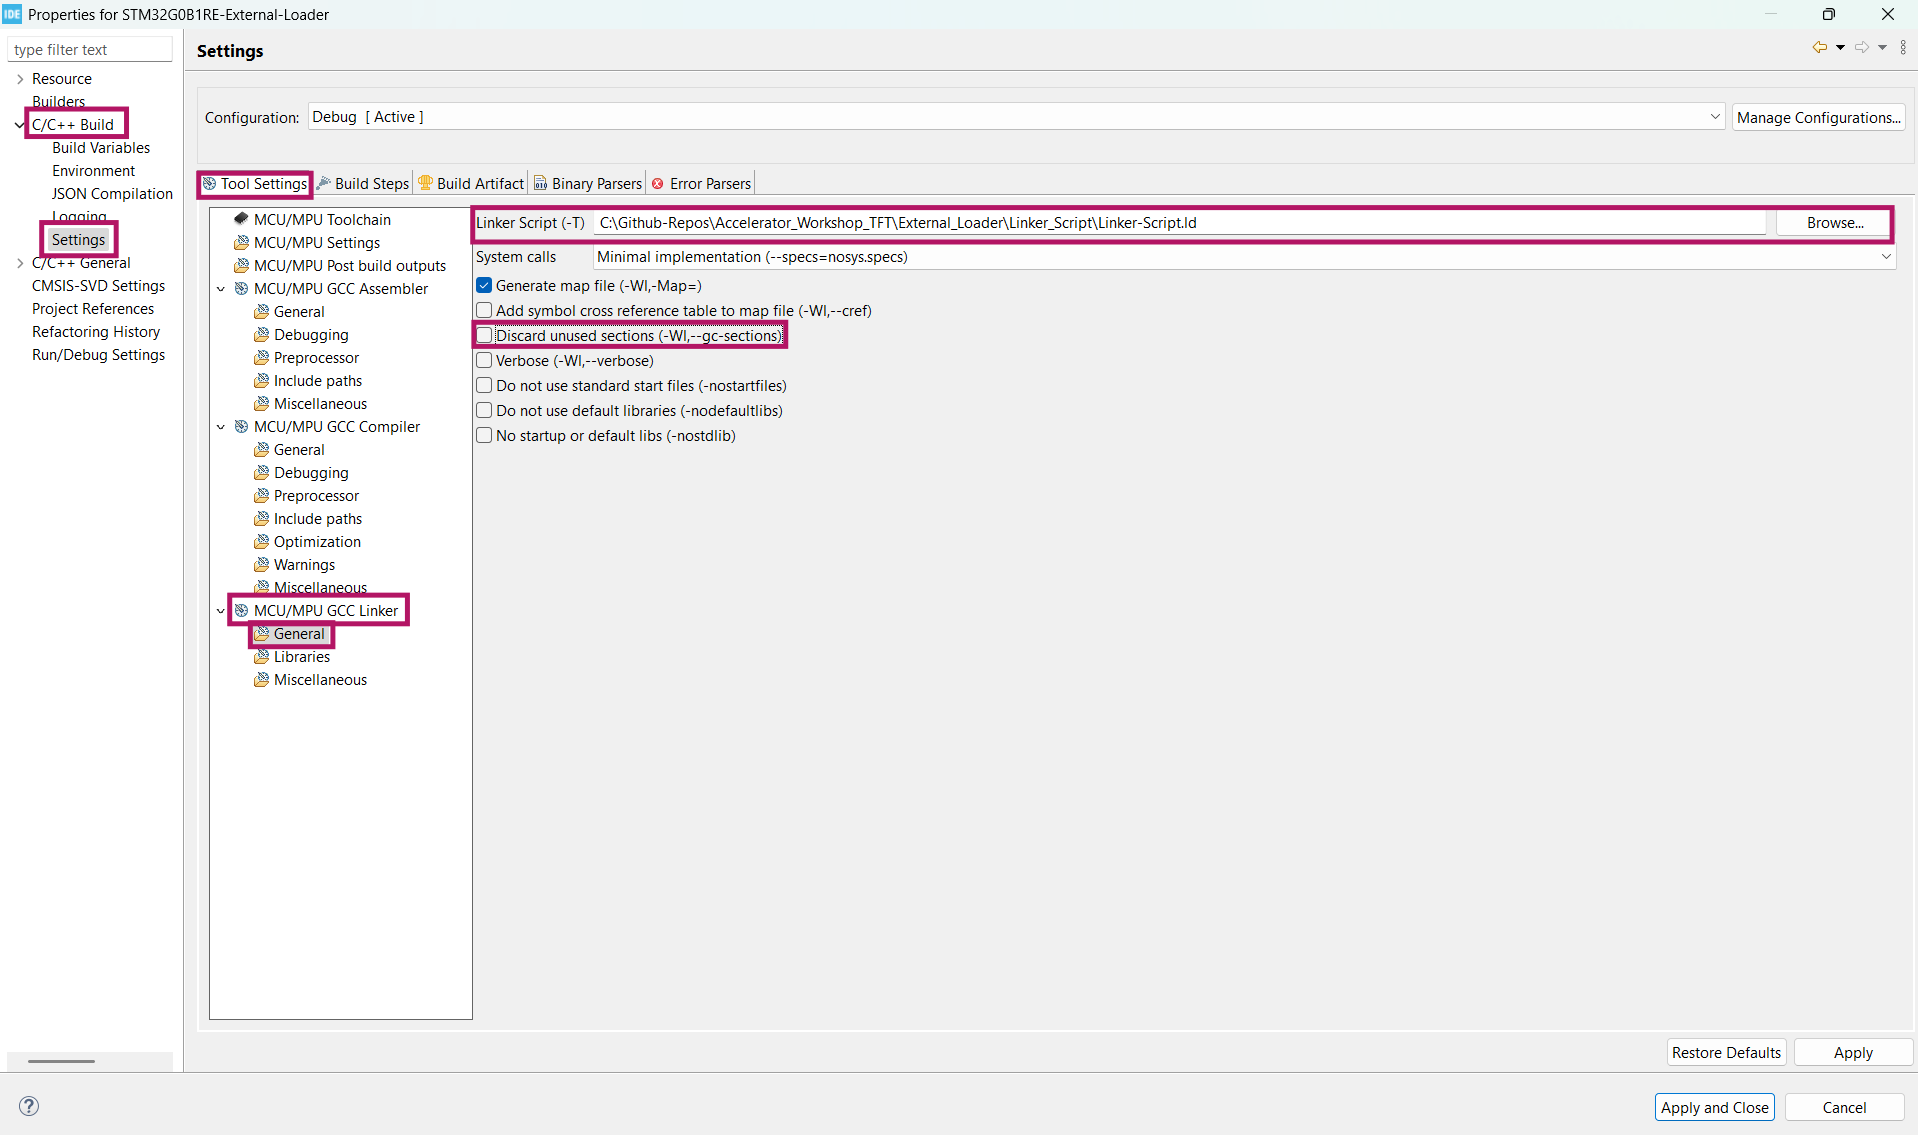 IDE Properties for STM32G0B1RE-External-Loader
type filter text
Resource
Builders
C/C++ Build
Build Variables
Environment
JSON Compilation
Logging
Settings
C/C++ General
CMSIS-SVD Settings
Project References
Refactoring History
Run/Debug Settings
Settings
Configuration: Debug [ Active ] Manage Configurations...
Tool Settings Build Steps Build Artifact Binary Parsers Error Parsers
MCU/MPU Toolchain
MCU/MPU Settings
MCU/MPU Post build outputs
MCU/MPU GCC Assembler
General
Debugging
Preprocessor
Include paths
Miscellaneous
MCU/MPU GCC Compiler
General
Debugging
Preprocessor
Include paths
Optimization
Warnings
Miscellaneous
MCU/MPU GCC Linker
General
Libraries
Miscellaneous
Linker Script (-T) C:\Github-Repos\Accelerator_Workshop_TFT\External_Loader\Linker_Script\Linker-Script.ld Browse...
System calls Minimal implementation (--specs=nosys.specs)
Generate map file (-Wl,-Map=)
Add symbol cross reference table to map file (-Wl,--cref)
Discard unused sections (-Wl,--gc-sections)
Verbose (-Wl,--verbose)
Do not use standard start files (-nostartfiles)
Do not use default libraries (-nodefaultlibs)
No startup or default libs (-nostdlib)
Restore Defaults Apply
? Apply and Close Cancel